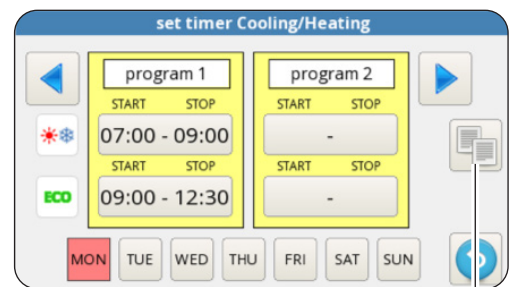 set timer Cooling/Heating
program 1 program 2
START STOP START STOP
07:00 - 09:00 -
START STOP START STOP
ECO 09:00 - 12:30 -
MON TUE WED THU FRI SAT SUN